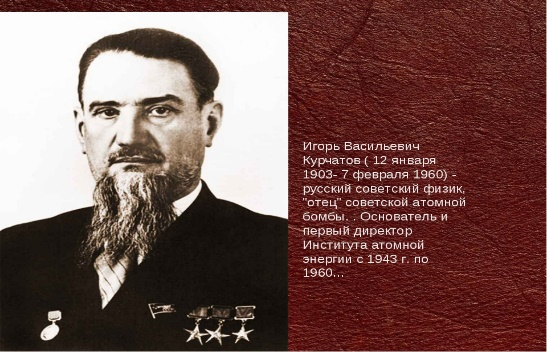 Игорь Васильевич
Курчатов ( 12 января
1903- 7 февраля 1960) -
русский советский физик,
"отец" советской атомной
бомбы. . Основатель и
первый директор
Института атомной
энергии с 1943 г. по
1960...